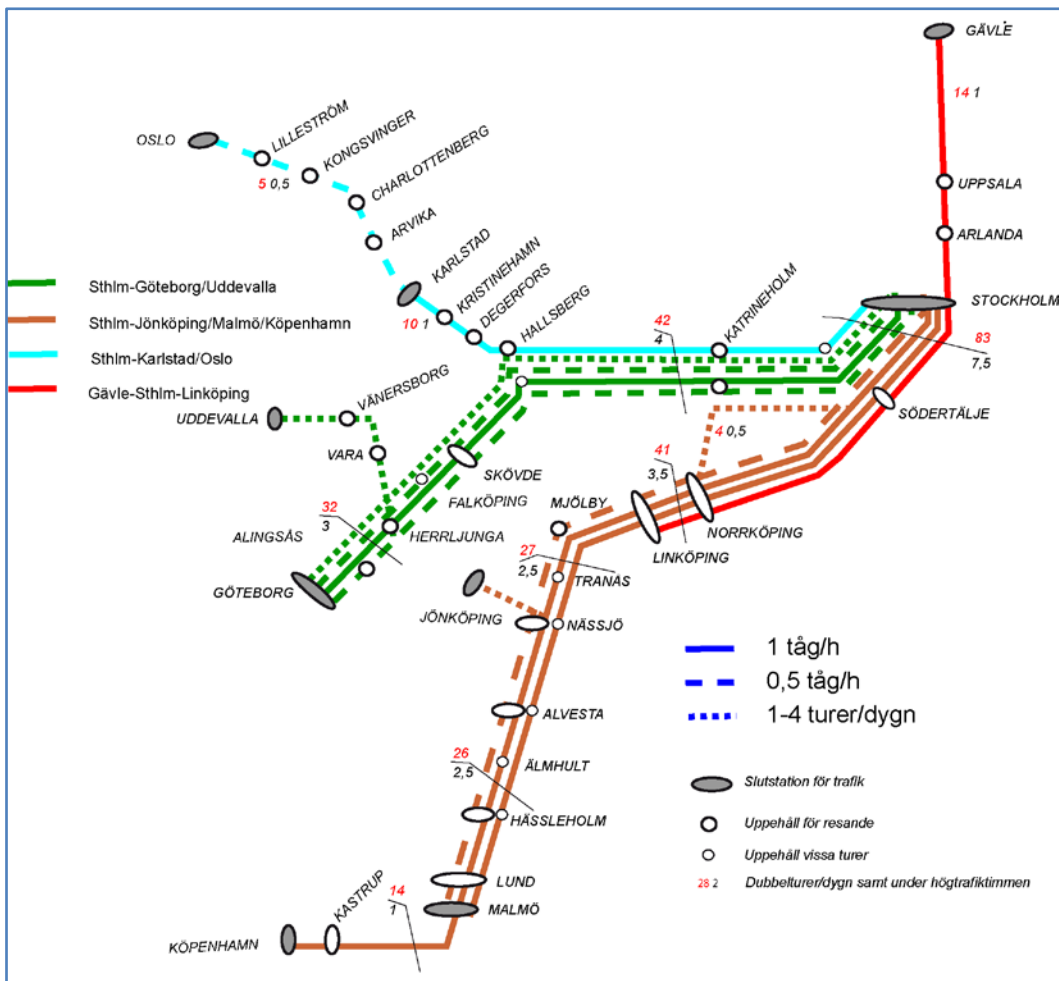 GÄVLE
14 1
OSLO
LILLESTRÖM
KONGSVINGER
5 0,5
CHARLOTTENBERG
UPPSALA
ARVIKA
ARLANDA
KARLSTAD
KRISTINEHAMN
DEGERFORS
10 1
HALLSBERG
KATRINEHOLM
42
4
STOCKHOLM
83
7,5
Sthlm-Göteborg/Uddevalla
Sthlm-Jönköping/Malmö/Köpenhamn
Sthlm-Karlstad/Oslo
Gävle-Sthlm-Linköping
VÄNERSBORG
UDDEVALLA
VARA
SÖDERTÄLJE
4 0,5
SKÖVDE
41
3,5
FALKÖPING
MJÖLBY
32
3
ALINGSÅS
HERRLJUNGA
NORRKÖPING
LINKÖPING
27
2,5
TRANÅS
GÖTEBORG
JÖNKÖPING
NÄSSJÖ
1 tåg/h
0,5 tåg/h
1-4 turer/dygn
ALVESTA
26
2,5
ÄLMHULT
HÄSSLEHOLM
Slutstation för trafik
Uppehåll för resande
Uppehåll vissa turer
28 2 Dubbelturer/dygn samt under högtrafiktimmen
LUND
KASTRUP
14
1
MALMÖ
KÖPENHAMN